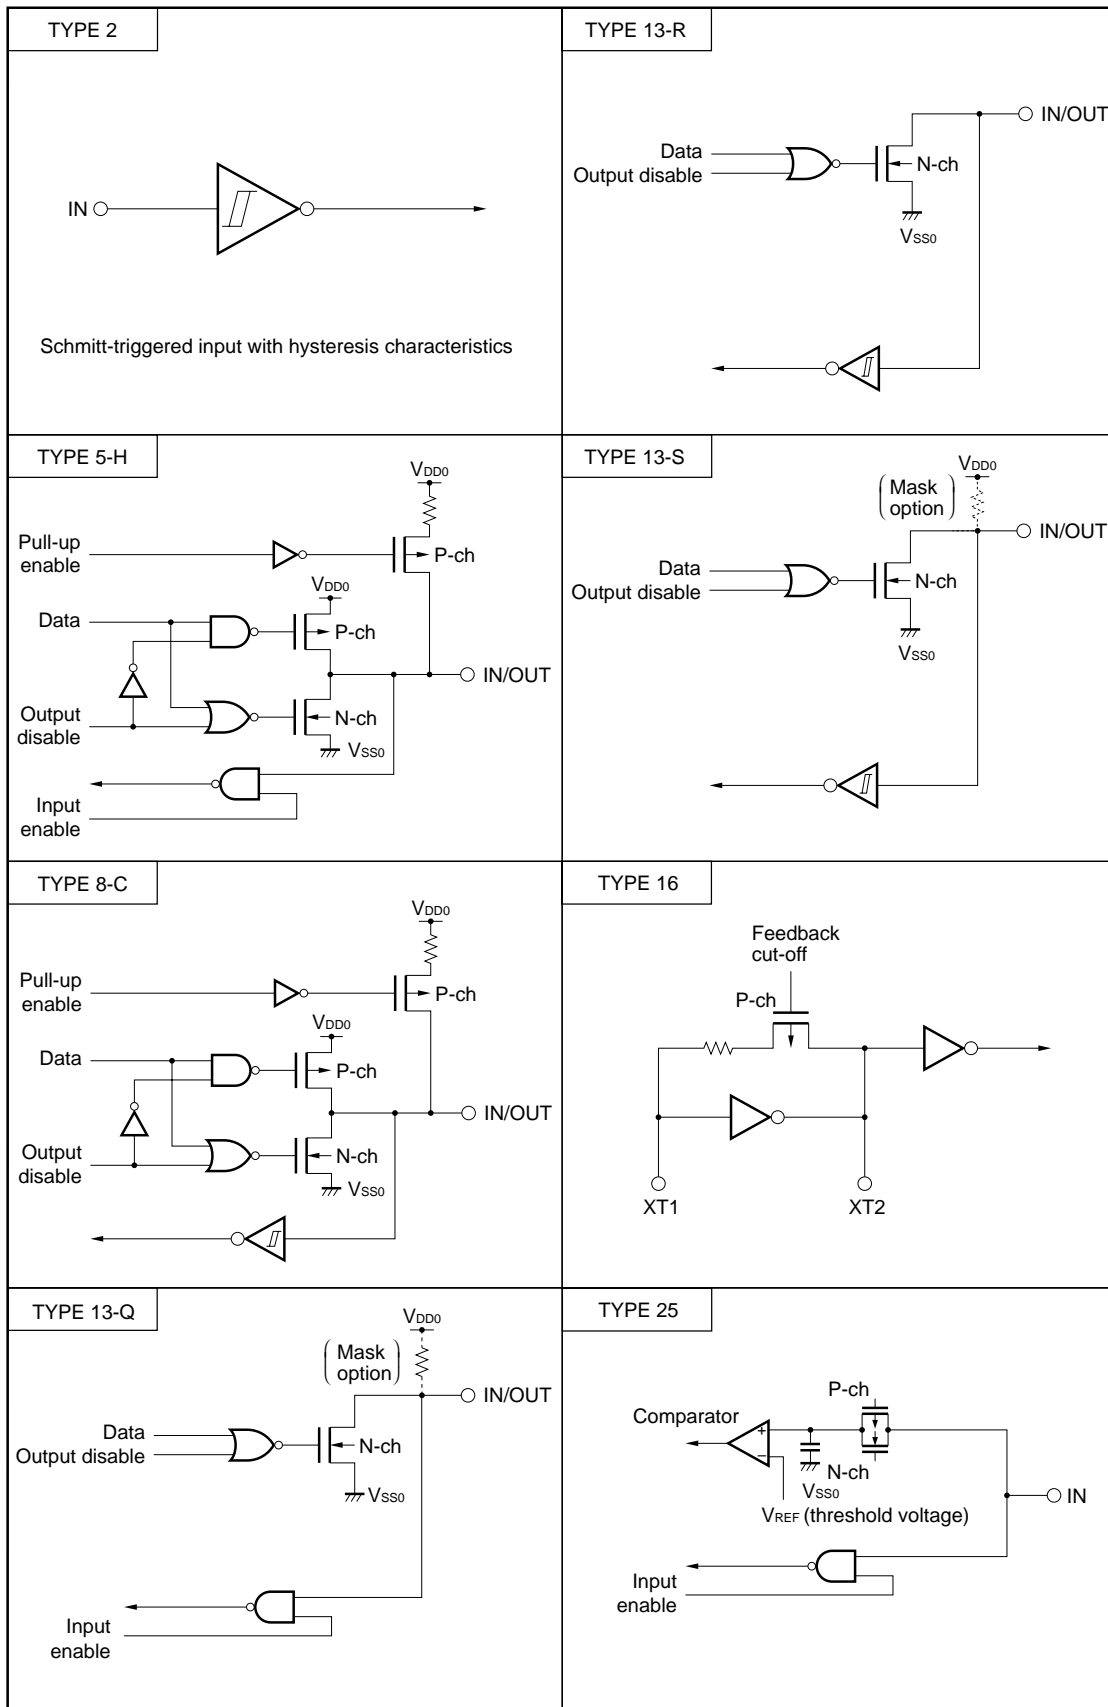 TYPE 2
IN
Schmitt-triggered input with hysteresis characteristics
TYPE 13-R
IN/OUT
Data
Output disable
N-ch
VSS0
TYPE 5-H
VDD0
Pull-up
enable
P-ch
VDD0
Data
P-ch
IN/OUT
Output
disable
N-ch
VSS0
Input
enable
TYPE 13-S
VDD0
(Mask
option)
IN/OUT
Data
Output disable
N-ch
VSS0
TYPE 8-C
VDD0
Pull-up
enable
P-ch
VDD0
Data
P-ch
IN/OUT
Output
disable
N-ch
VSS0
TYPE 16
Feedback
cut-off
P-ch
XT1
XT2
TYPE 13-Q
VDD0
(Mask
option)
IN/OUT
Data
Output disable
N-ch
VSS0
Input
enable
TYPE 25
P-ch
Comparator
+
−
N-ch
VSS0
VREF (threshold voltage)
IN
Input
enable